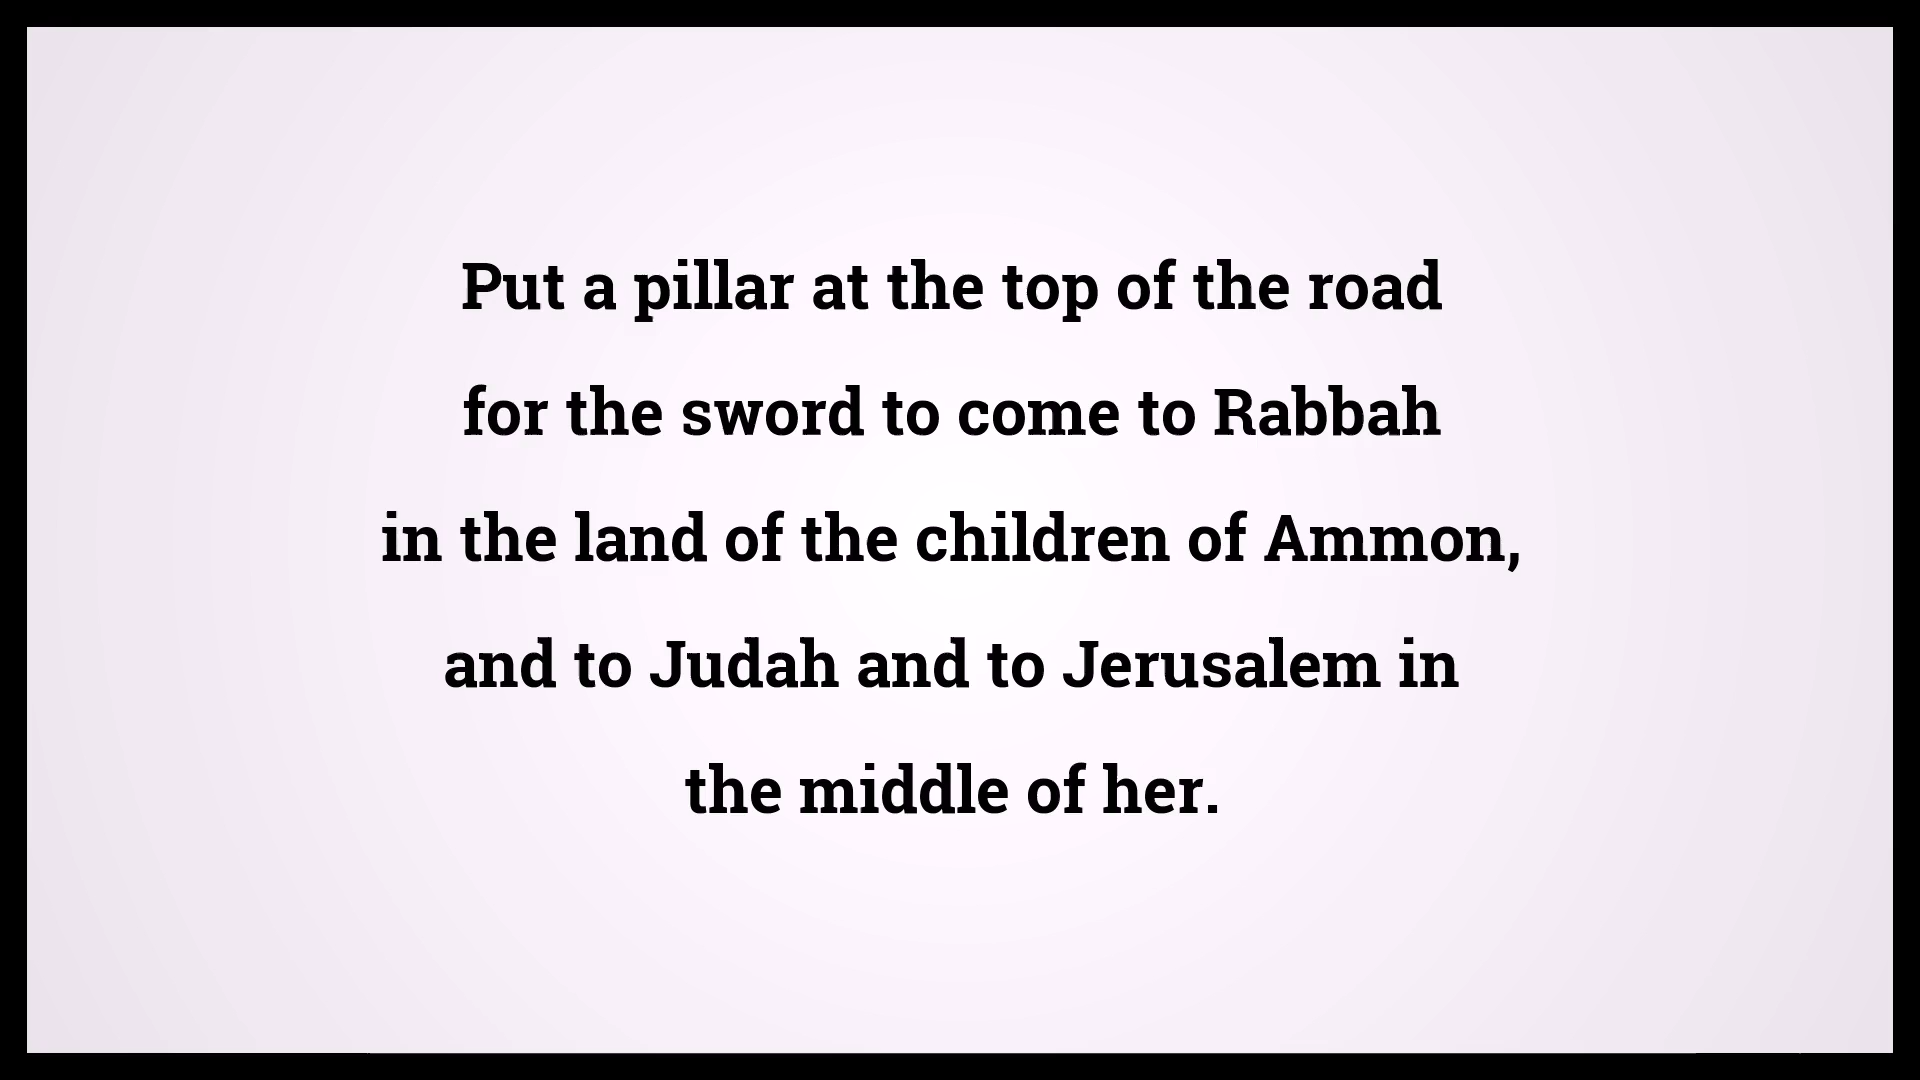 Put a pillar at the top of the road
for the sword to come to Rabbah
in the land of the children of Ammon,
and to Judah and to Jerusalem in
the middle of her.